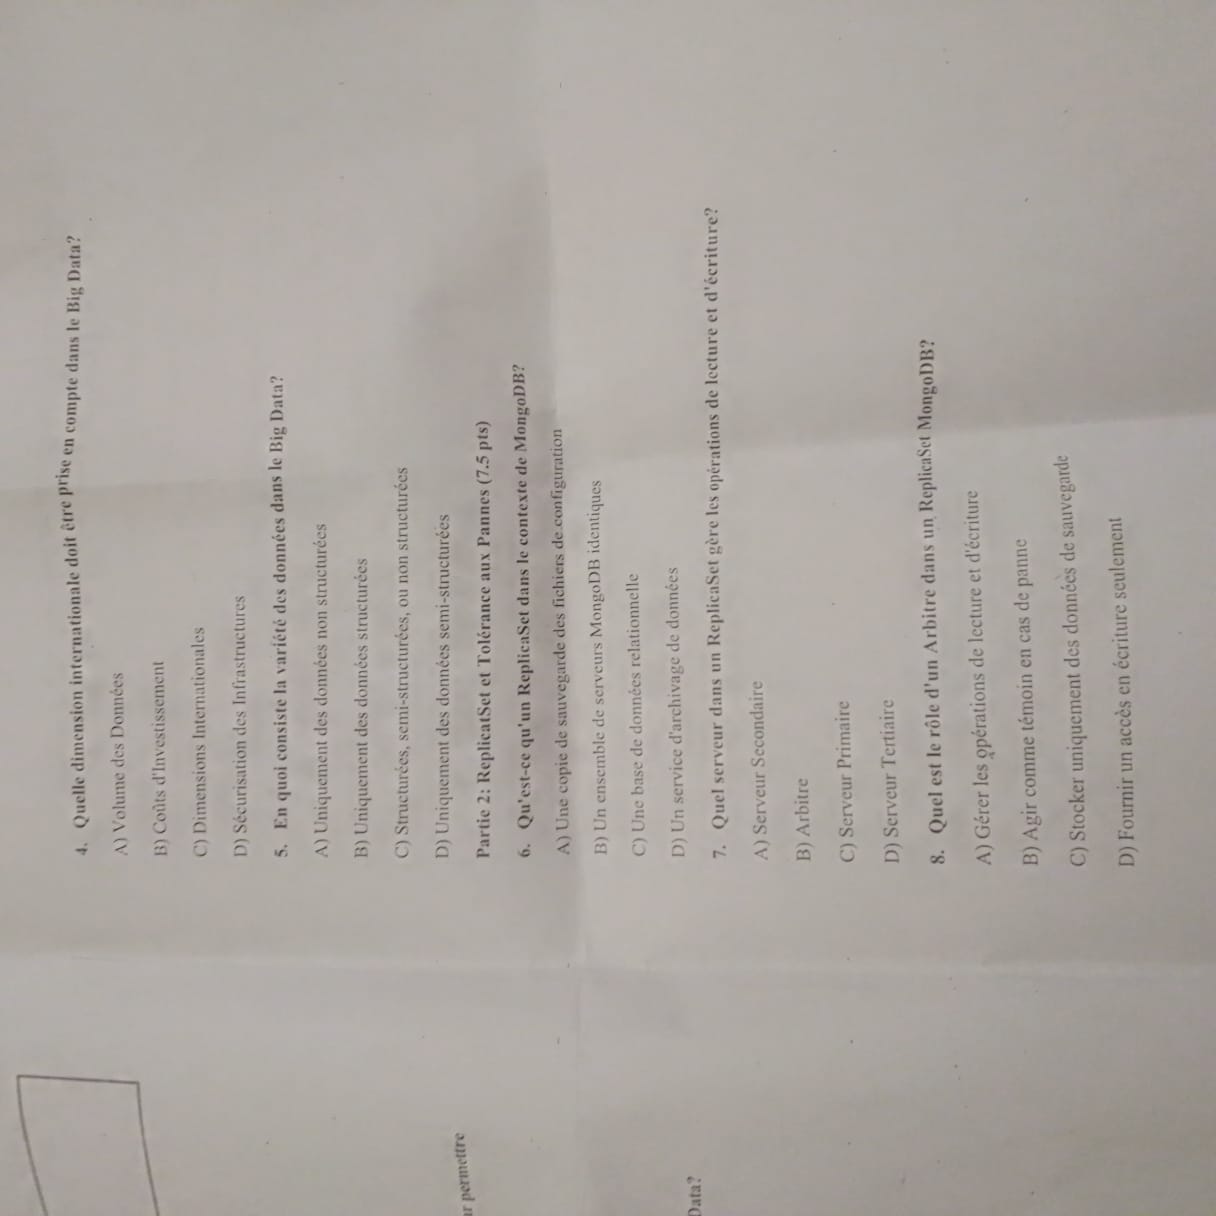 4. Quelle dimension internationale doit être prise en compte dans le Big Data?
A) Volume des Données
B) Coûts d'Investissement
C) Dimensions Internationales
D) Sécurisation des Infrastructures
5. En quoi consiste la variété des données dans le Big Data?
A) Uniquement des données non structurées
B) Uniquement des données structurées
C) Structurées, semi-structurées, ou non structurées
D) Uniquement des données semi-structurées
permettre
Partie 2: ReplicatSet et Tolérance aux Pannes (7.5 pts)
6. Qu'est-ce qu'un ReplicaSet dans le contexte de MongoDB?
A) Une copie de sauvegarde des fichiers de configuration
B) Un ensemble de serveurs MongoDB identiques
C) Une base de données relationnelle
D) Un service d'archivage de données
Data?
7. Quel serveur dans un ReplicaSet gère les opérations de lecture et d'écriture?
A) Serveur Secondaire
B) Arbitre
C) Serveur Primaire
D) Serveur Tertiaire
8. Quel est le rôle d'un Arbitre dans un ReplicaSet MongoDB?
A) Gérer les opérations de lecture et d'écriture
B) Agir comme témoin en cas de panne
C) Stocker uniquement des données de sauvegarde
D) Fournir un accès en écriture seulement